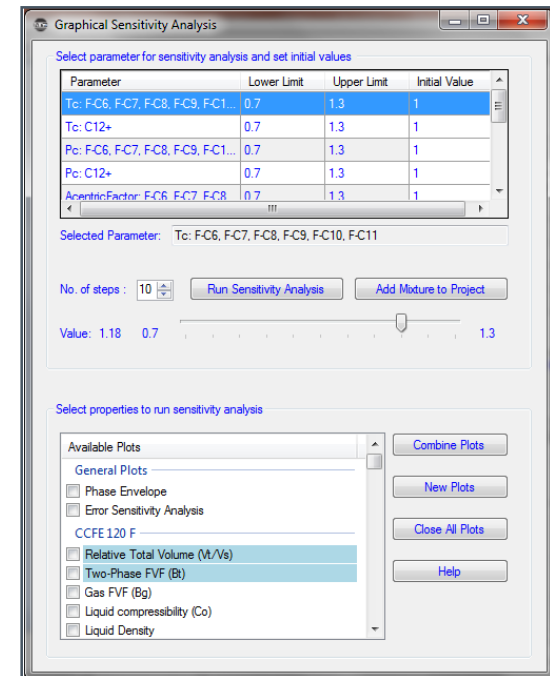 Graphical Sensitivity Analysis
Select parameter for sensitivity analysis and set initial values
Parameter Lower Limit Upper Limit Initial Value
Tc: F-C6, F-C7, F-C8, F-C9, F-C1... 0.7 1.3 1
Tc: C12+ 0.7 1.3 1
Pc: F-C6, F-C7, F-C8, F-C9, F-C1... 0.7 1.3 1
Pc: C12+ 0.7 1.3 1
AcentricFactor: F-C6, F-C7, F-C8 0.7 1.3 1
Selected Parameter: Tc: F-C6, F-C7, F-C8, F-C9, F-C10, F-C11
No. of steps : 10 Run Sensitivity Analysis Add Mixture to Project
Value: 1.18 0.7 1.3
Select properties to run sensitivity analysis
Available Plots
General Plots
Phase Envelope
Error Sensitivity Analysis
CCFE 120 F
Relative Total Volume (Vt/Vs)
Two-Phase FVF (Bt)
Gas FVF (Bg)
Liquid compressibility (Co)
Liquid Density
Combine Plots
New Plots
Close All Plots
Help